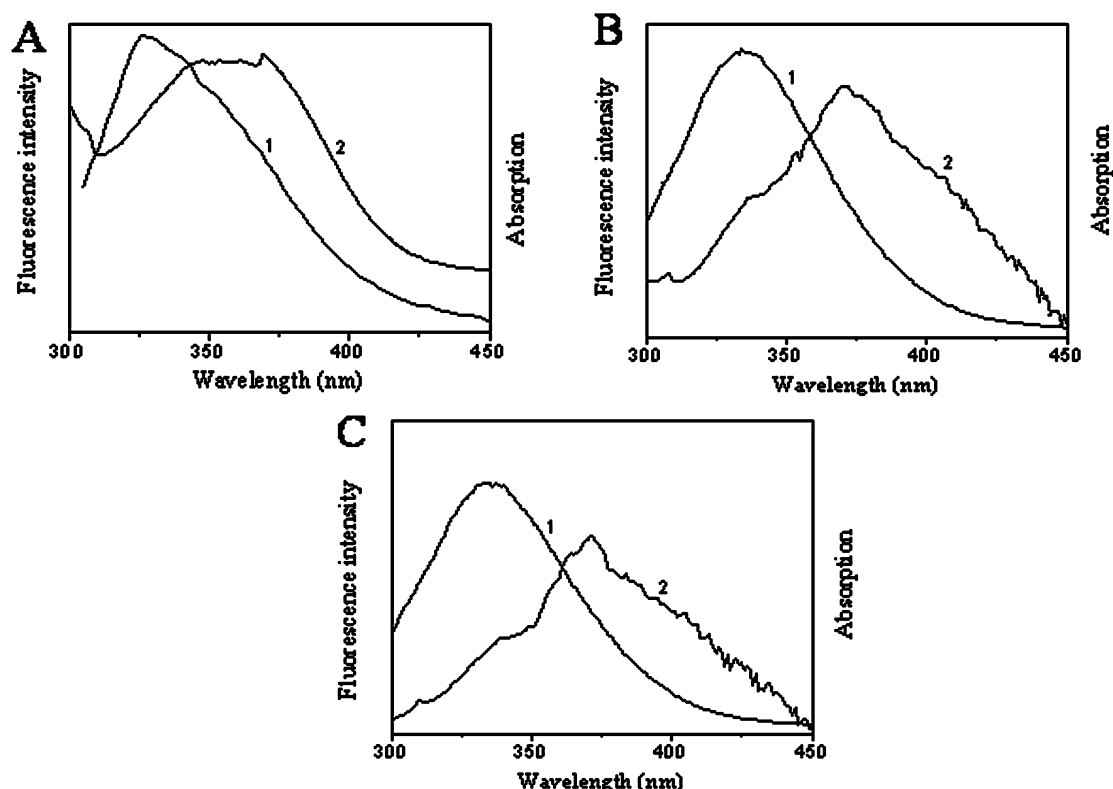 A
Fluorescence intensity
1
2
Absorption
300
350
400
450
Wavelength (nm)
B
Fluorescence intensity
1
2
Absorption
300
350
400
450
Wavelength (nm)
C
Fluorescence intensity
1
2
Absorption
300
350
400
450
Wavelength (nm)